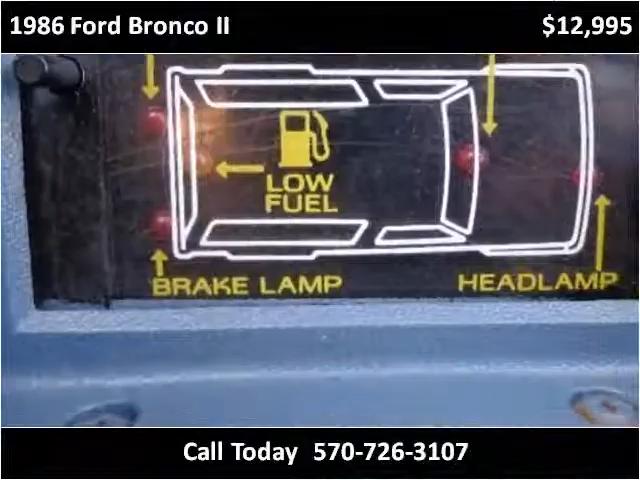 1986 Ford Bronco II $12,995
LOW
FUEL
BRAKE LAMP HEADLAMP
Call Today 570-726-3107